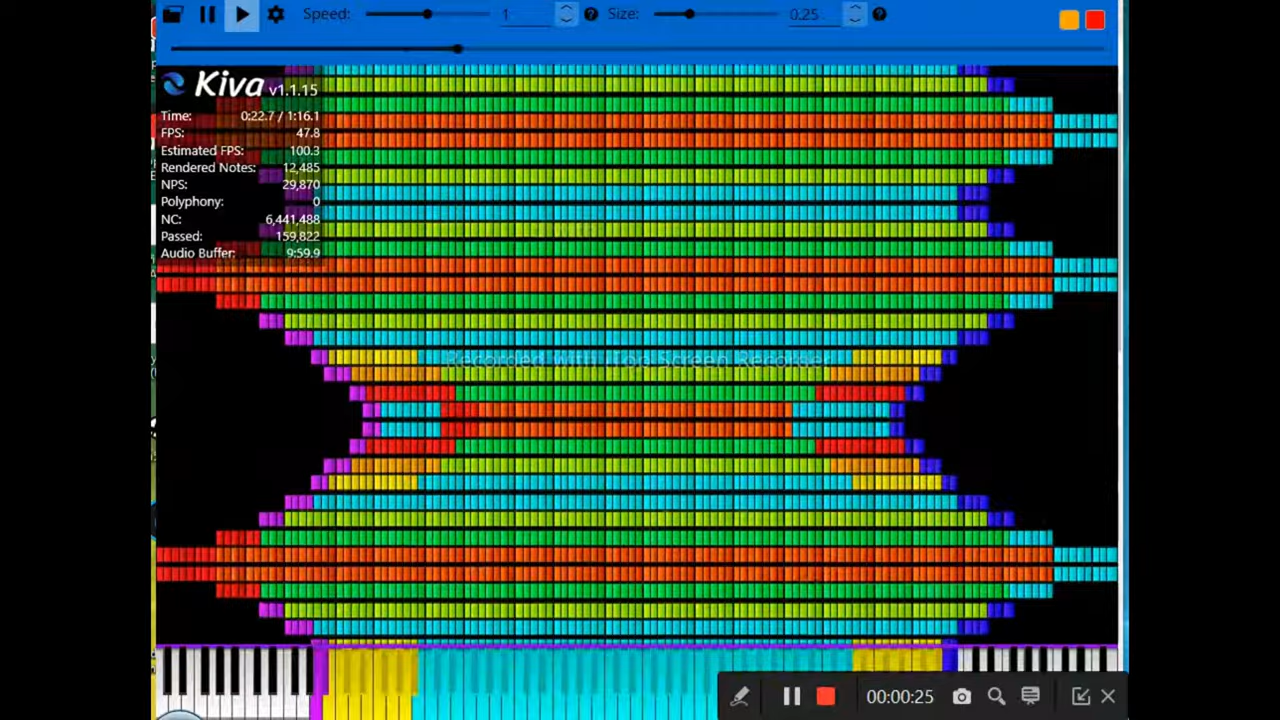 Speed: 1 Size: 0.25
Kiva v1.1.15
Time: 0:22.7 / 1:16.1
FPS: 47.8
Estimated FPS: 100.3
Rendered Notes: 12,485
NPS: 29,870
Polyphony: 0
NC: 6,441,488
Passed: 159,822
Audio Buffer: 9:59.9
Recorded with iTop Screen Recorder
00:00:25